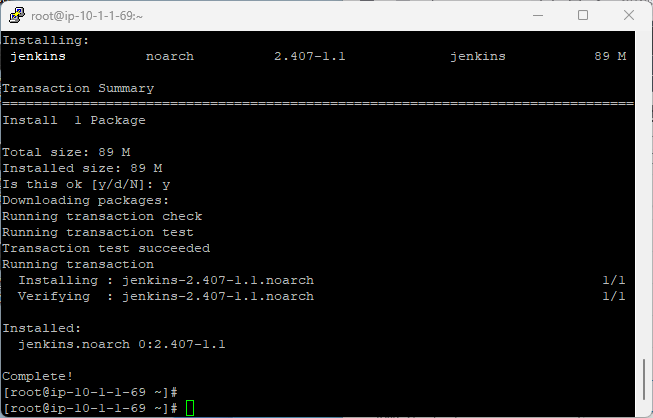 root@ip-10-1-1-69:~
Installing:
 jenkins          noarch          2.407-1.1             jenkins           89 M

Transaction Summary
================================================================================
Install  1 Package

Total size: 89 M
Installed size: 89 M
Is this ok [y/d/N]: y
Downloading packages:
Running transaction check
Running transaction test
Transaction test succeeded
Running transaction
  Installing : jenkins-2.407-1.1.noarch                                    1/1
  Verifying  : jenkins-2.407-1.1.noarch                                    1/1

Installed:
  jenkins.noarch 0:2.407-1.1

Complete!
[root@ip-10-1-1-69 ~]#
[root@ip-10-1-1-69 ~]#